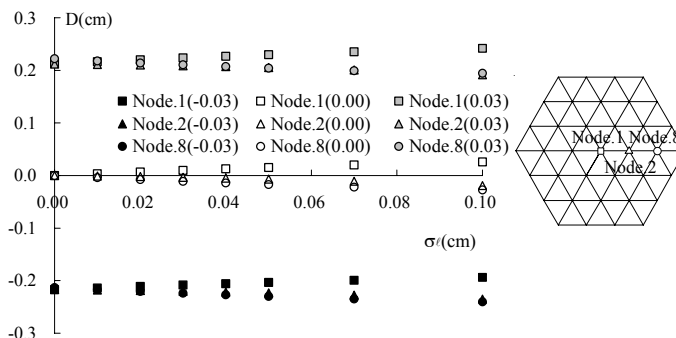 D(cm)
0.3
0.2
0.1
0.0
-0.1
-0.2
-0.3
0.00
0.02
0.04
0.06
0.08
0.10
σℓ(cm)
Node.1(-0.03) Node.1(0.00) Node.1(0.03)
Node.2(-0.03) Node.2(0.00) Node.2(0.03)
Node.8(-0.03) Node.8(0.00) Node.8(0.03)
Node.1 Node.8
Node.2